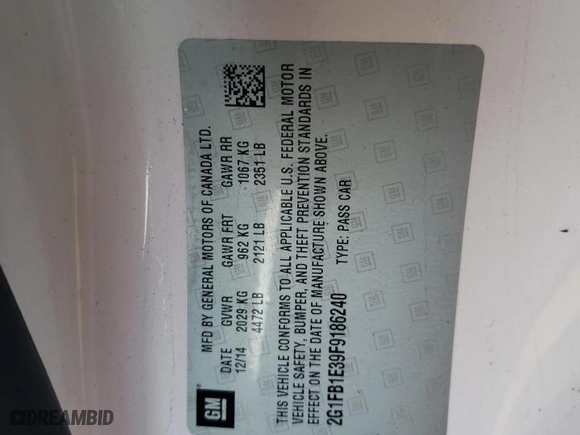 MFD BY GENERAL MOTORS OF CANADA LTD.
DATE GVWR GAWR FRT GAWR RR
12/14 2029 KG 962 KG 1067 KG
4472 LB 2121 LB 2351 LB
GM
THIS VEHICLE CONFORMS TO ALL APPLICABLE U.S. FEDERAL MOTOR
VEHICLE SAFETY, BUMPER, AND THEFT PREVENTION STANDARDS IN
EFFECT ON THE DATE OF MANUFACTURE SHOWN ABOVE.
2G1FB1E39F9186240 TYPE: PASS CAR
DREAMBID